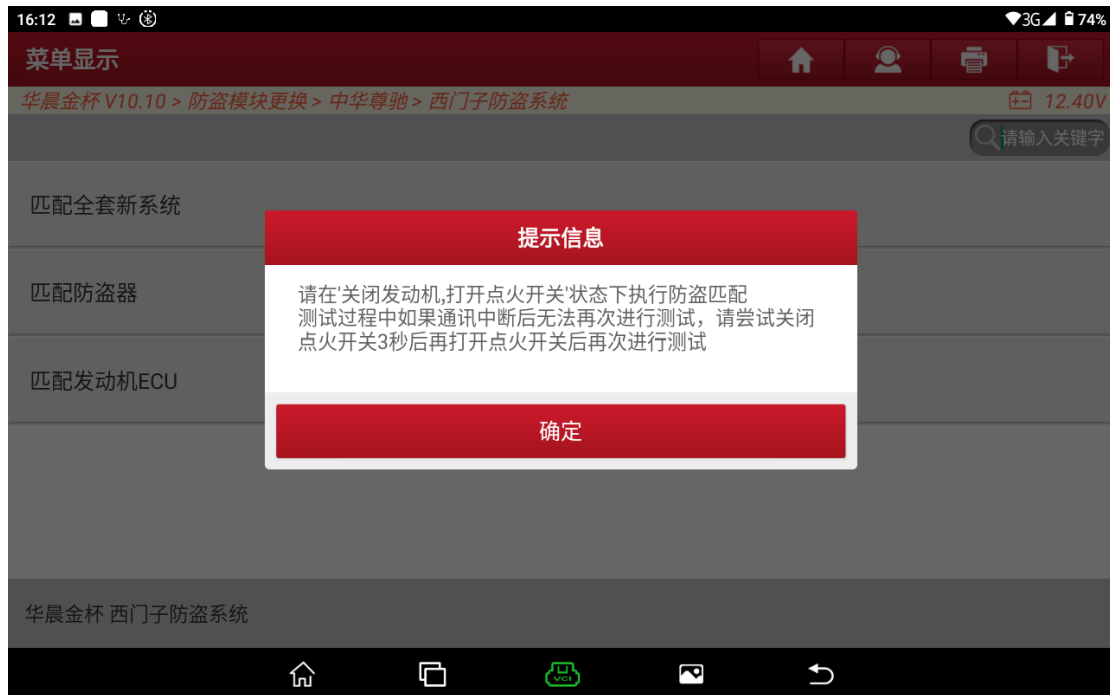 16:12
3G 74%
菜单显示
华晨金杯 V10.10 > 防盗模块更换 > 中华尊驰 > 西门子防盗系统
12.40V
请输入关键字
匹配全套新系统
提示信息
匹配防盗器
请在'关闭发动机,打开点火开关'状态下执行防盗匹配
测试过程中如果通讯中断后无法再次进行测试，请尝试关闭
点火开关3秒后再打开点火开关后再次进行测试
匹配发动机ECU
确定
华晨金杯 西门子防盗系统
VCI